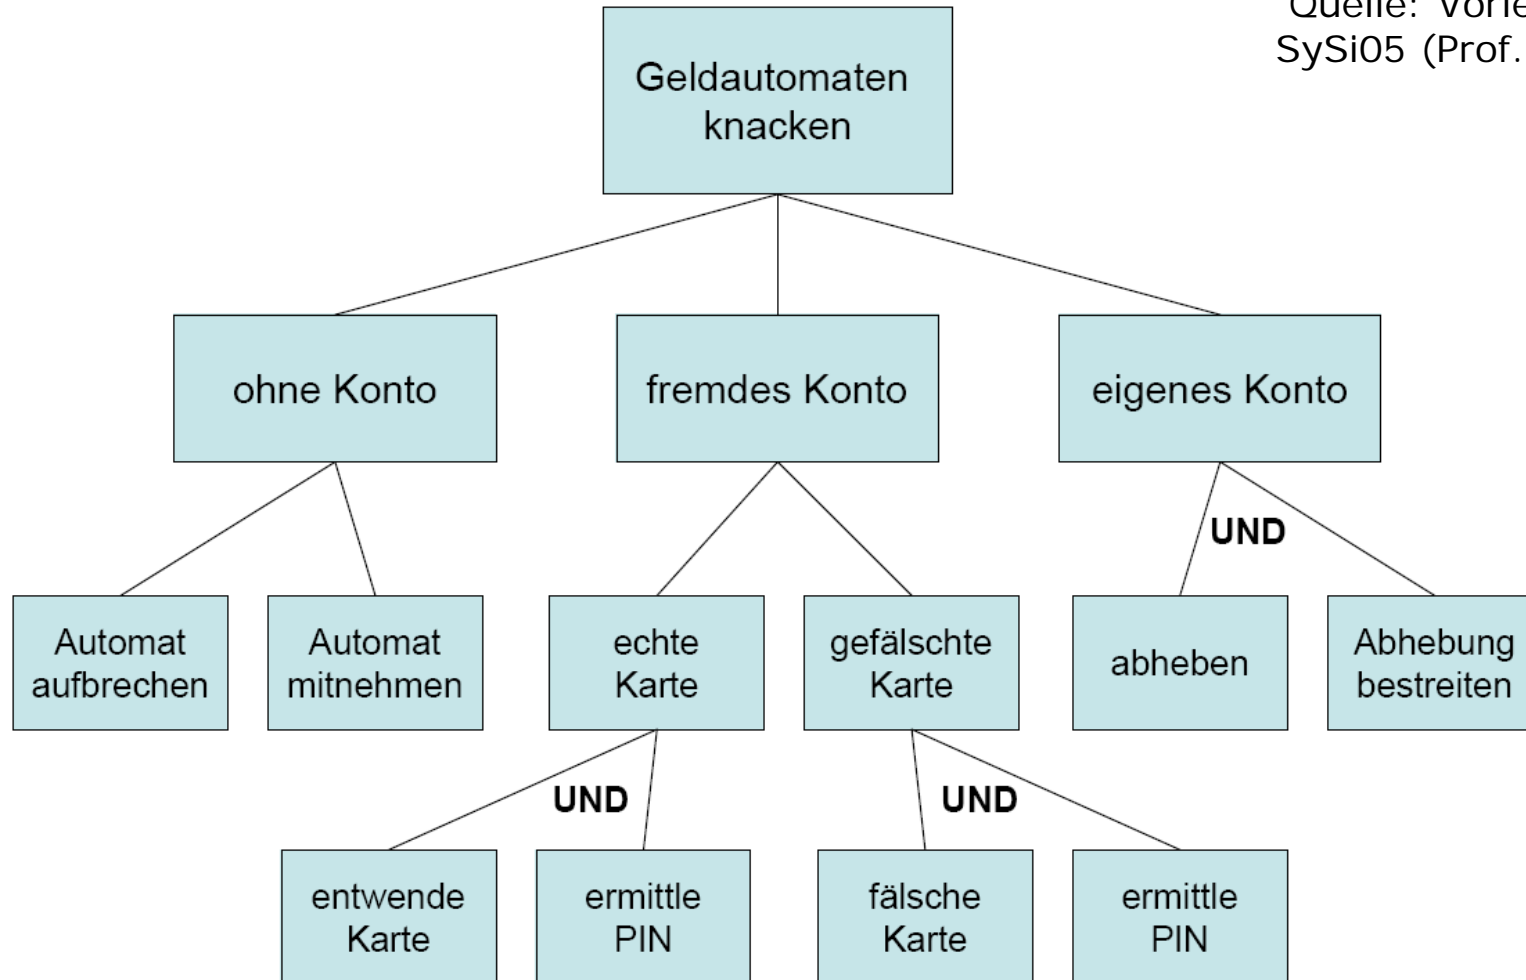 Quelle:
SySi05 (Prof.
Geldautomaten
knacken
ohne Konto
fremdes Konto
eigenes Konto
UND
Automat
aufbrechen
Automat
mitnehmen
echte
Karte
gefälschte
Karte
abheben
Abhebung
bestreiten
UND
UND
entwende
Karte
ermittle
PIN
fälsche
Karte
ermittle
PIN